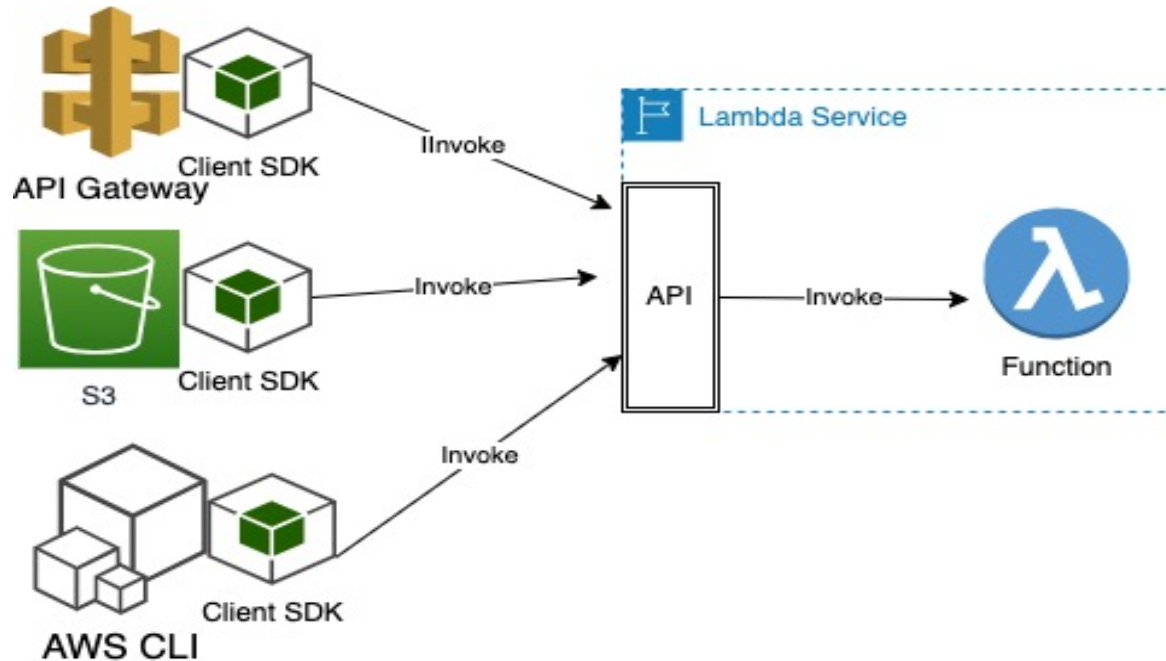 Client SDK
API Gateway
IInvoke
Lambda Service
Client SDK
S3
Invoke
API
Invoke
Function
Invoke
Client SDK
AWS CLI